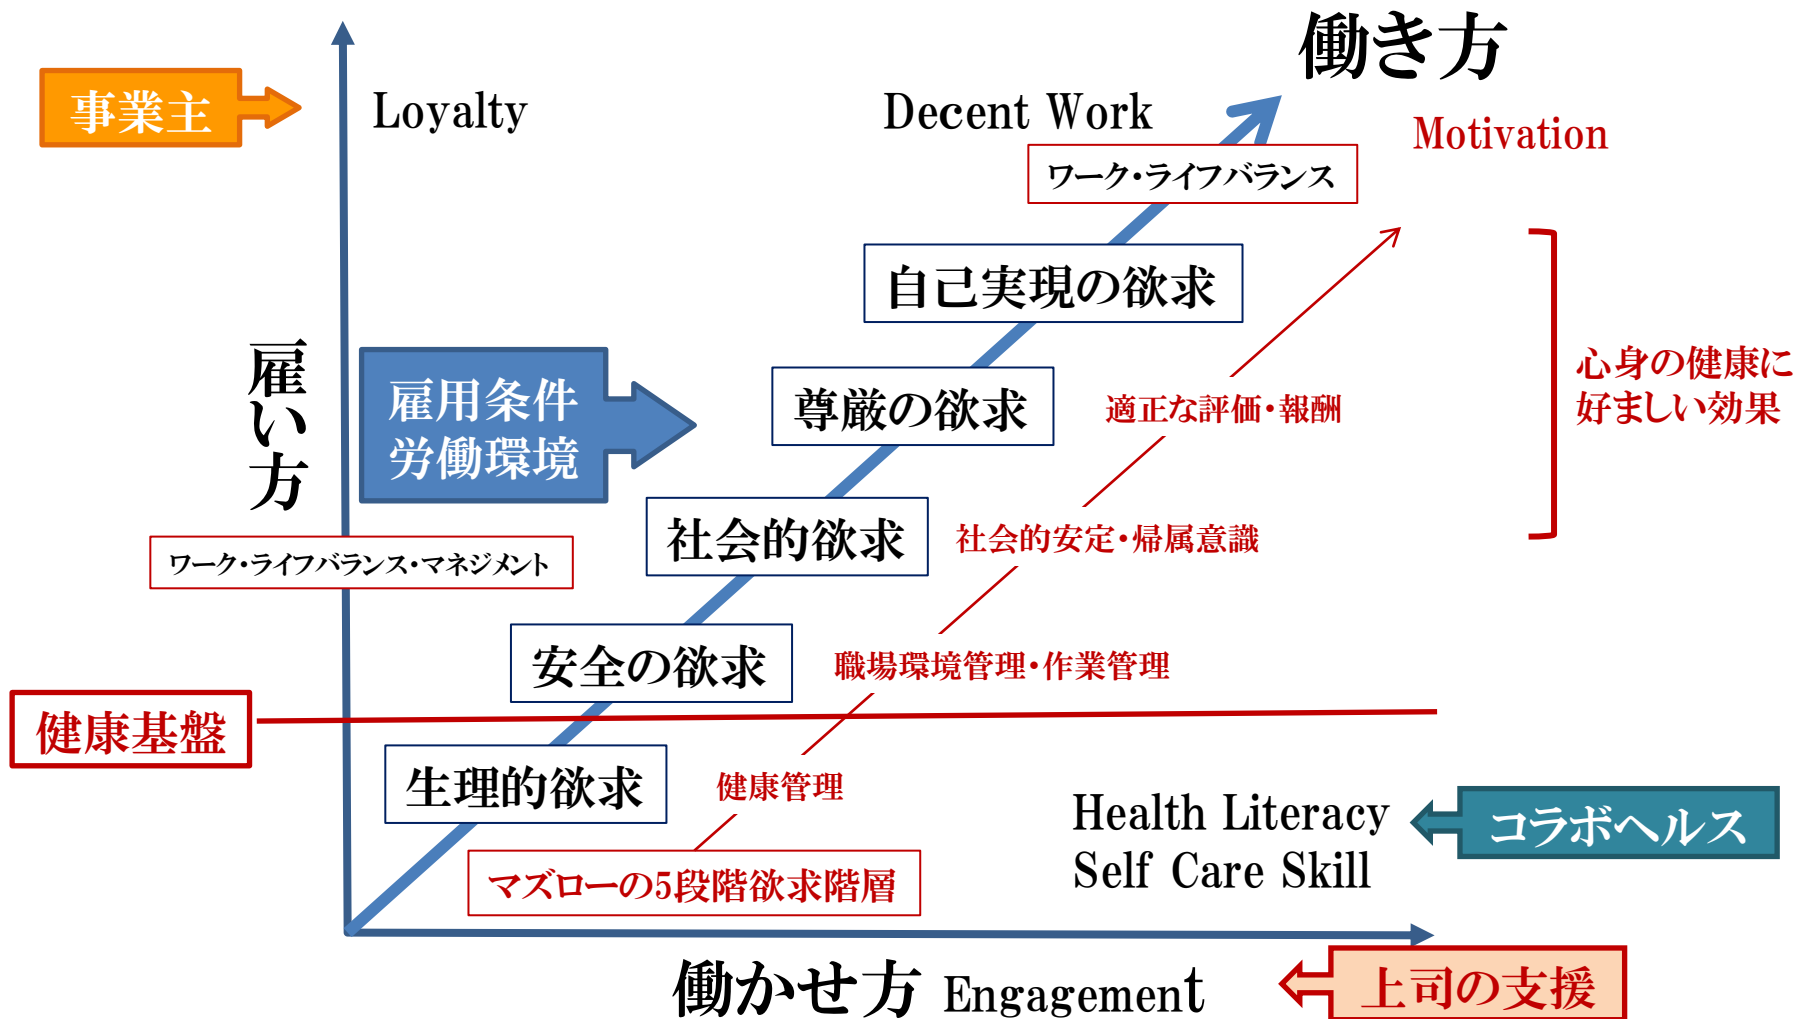 働き方
事業主
Loyalty
Decent Work
Motivation
ワーク・ライフバランス
自己実現の欲求
雇い方
雇用条件
労働環境
尊厳の欲求
適正な評価・報酬
心身の健康に
好ましい効果
社会的欲求
社会的安定・帰属意識
ワーク・ライフバランス・マネジメント
安全の欲求
職場環境管理・作業管理
健康基盤
生理的欲求
健康管理
Health Literacy
Self Care Skill
コラボヘルス
マズローの5段階欲求階層
働かせ方 Engagement
上司の支援